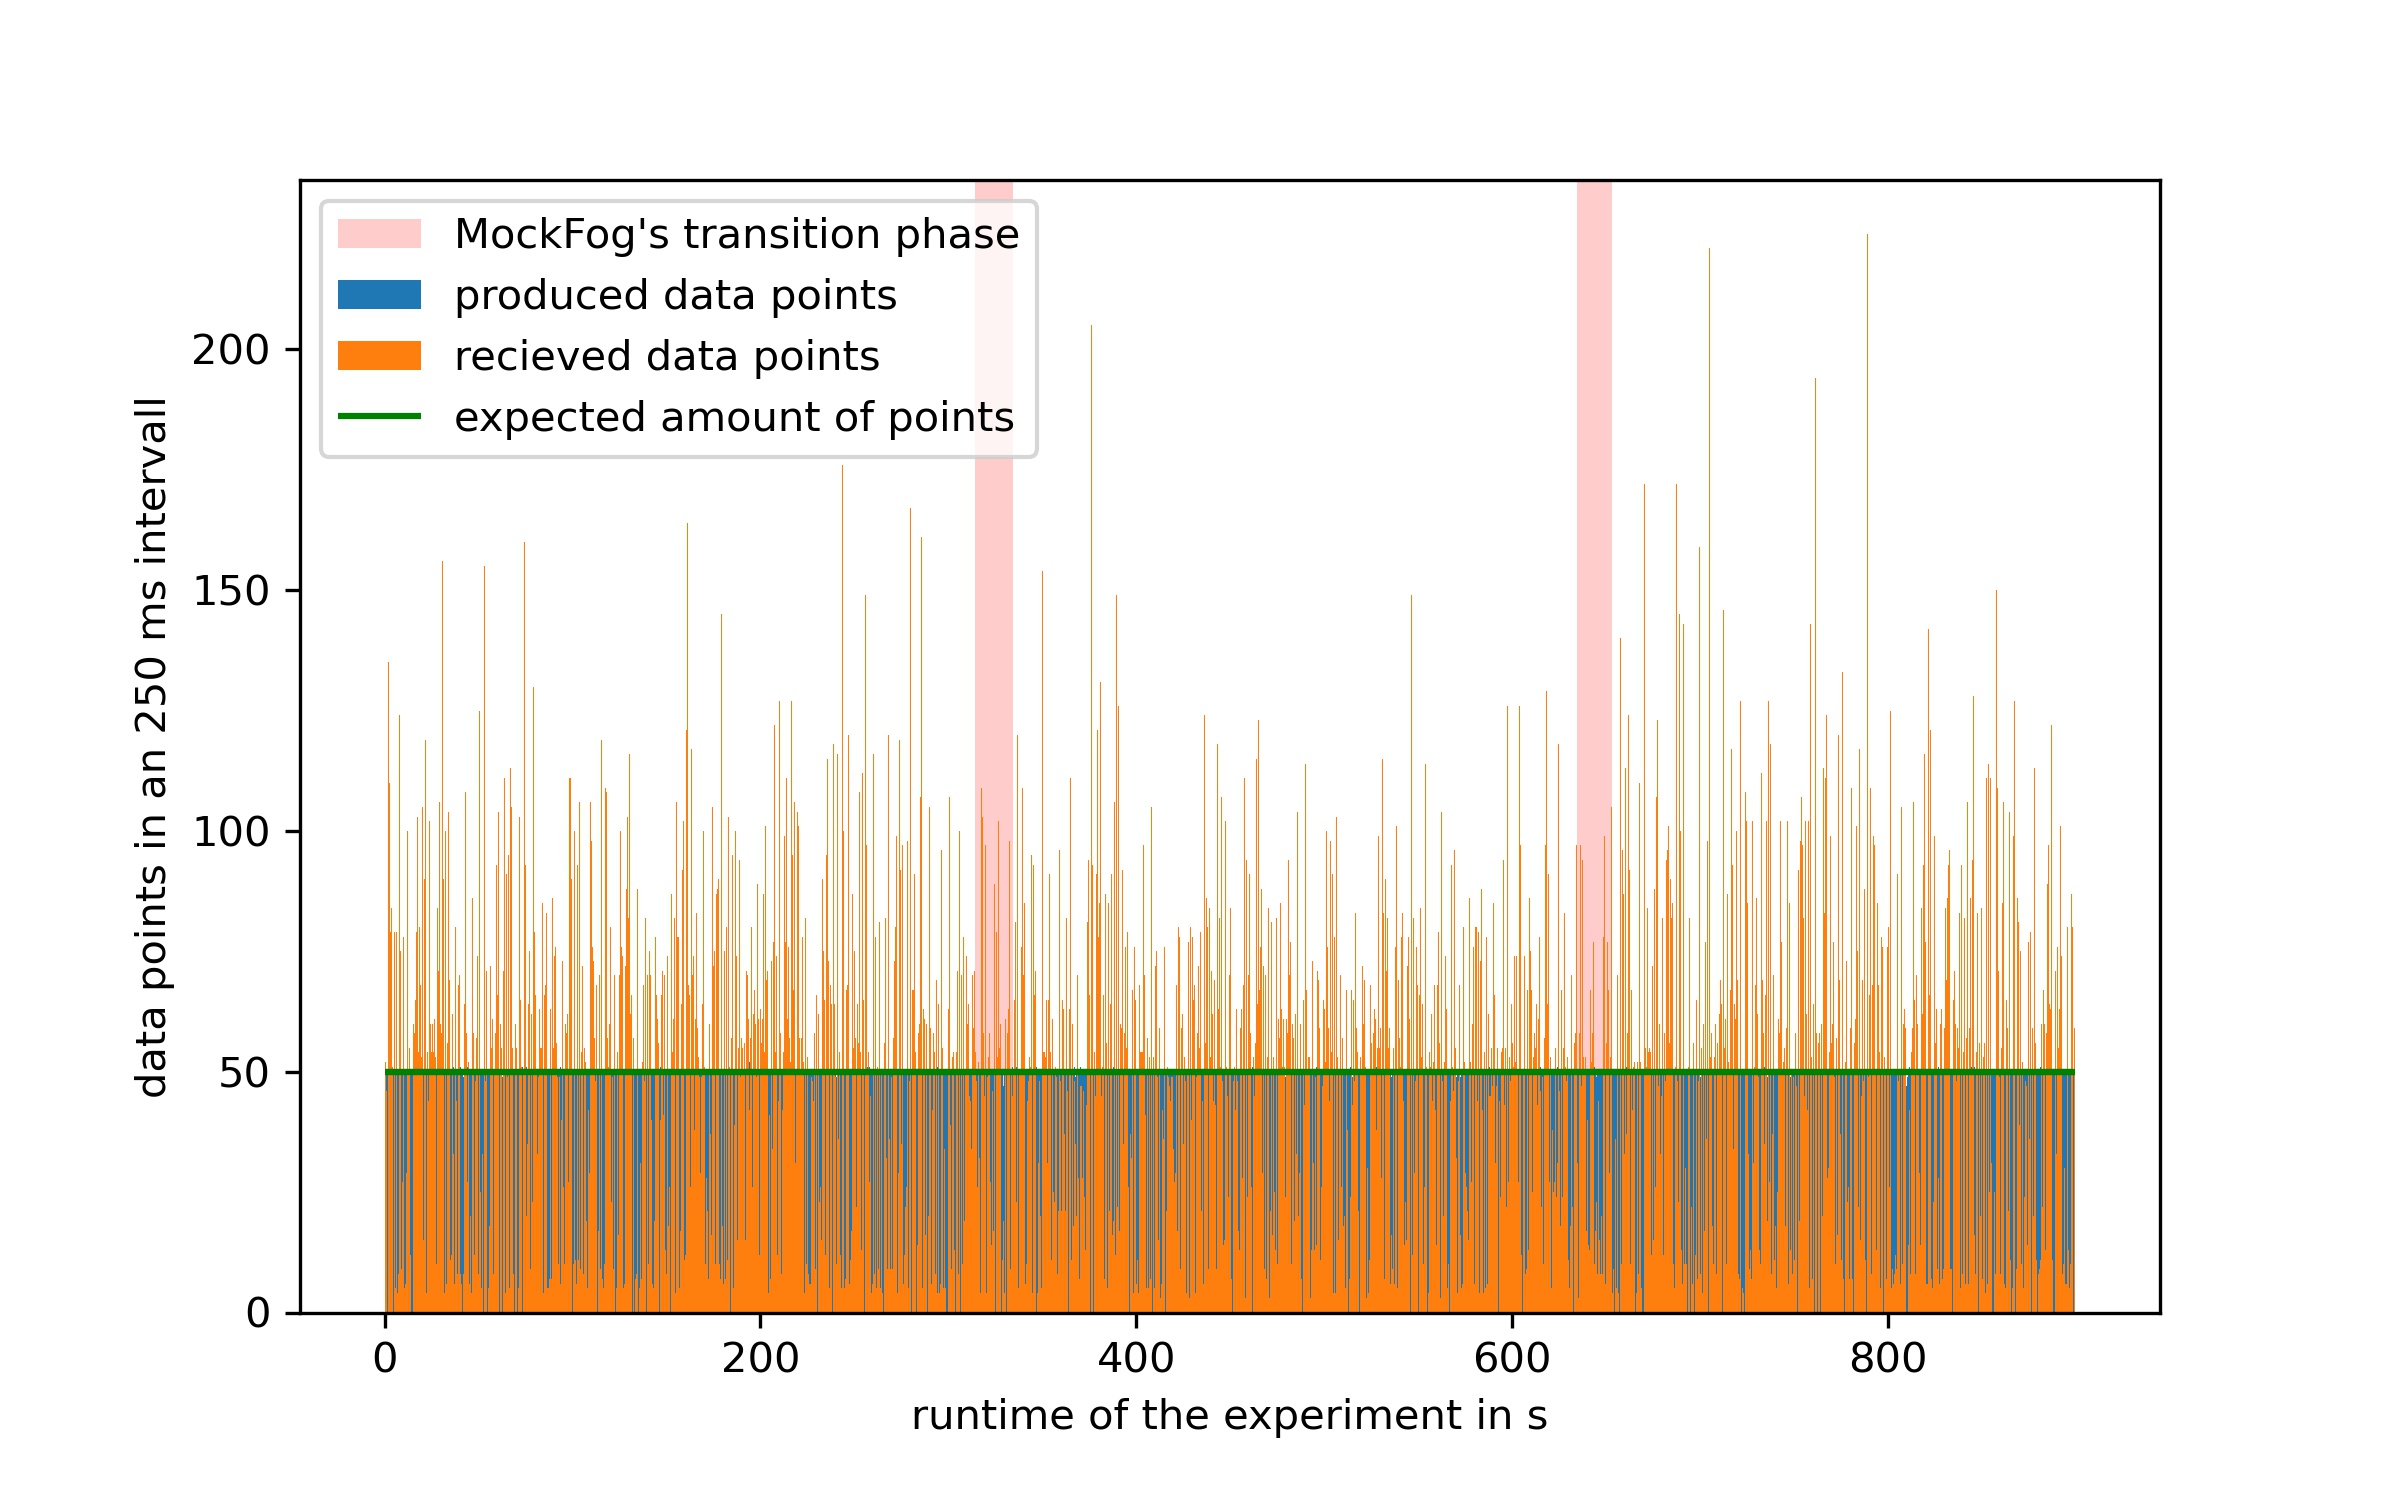 MockFog's transition phase
produced data points
recieved data points
expected amount of points
200
150
100
50
0
data points in an 250 ms intervall
0 200 400 600 800
runtime of the experiment in s